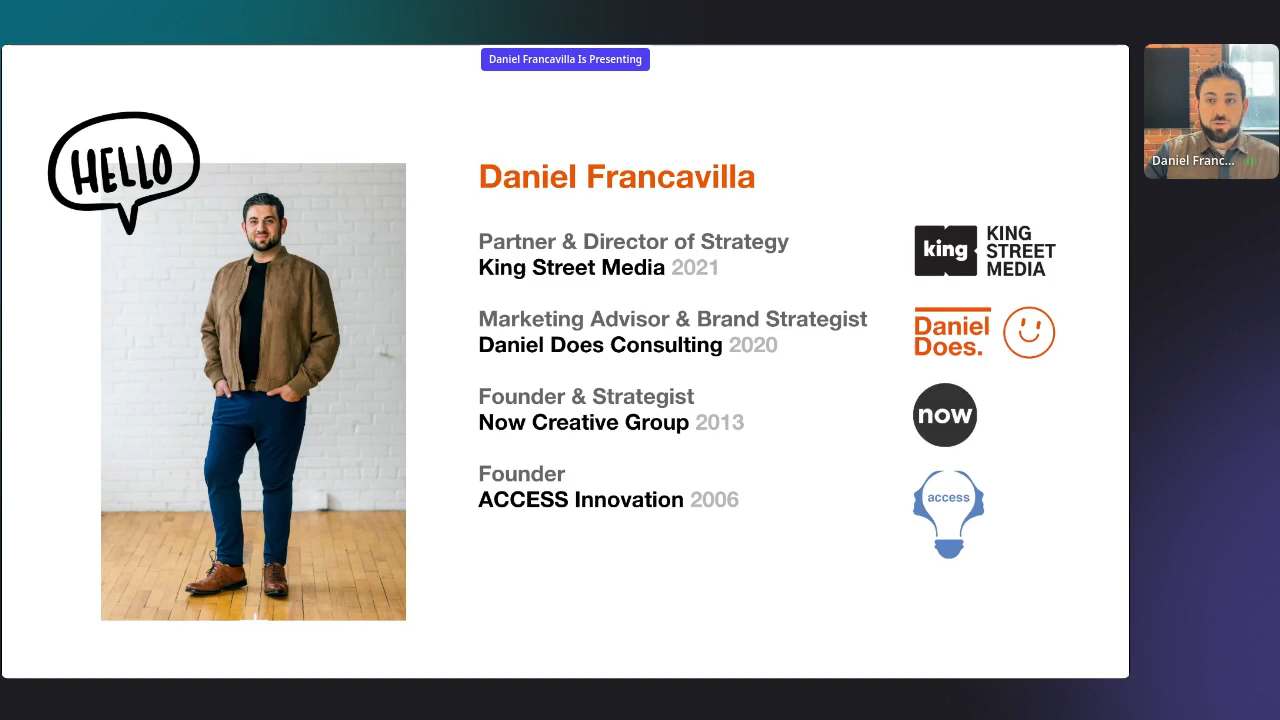 Daniel Francavilla Is Presenting
HELLO
Daniel Francavilla
Partner & Director of Strategy
King Street Media 2021
king
KING
STREET
MEDIA
Marketing Advisor & Brand Strategist
Daniel Does Consulting 2020
Daniel
Does.
Founder & Strategist
Now Creative Group 2013
now
Founder
ACCESS Innovation 2006
access
Daniel Franc...